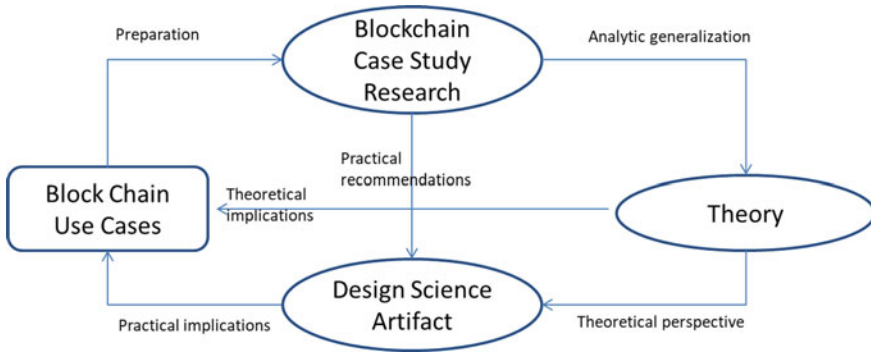 Preparation
Blockchain
Case Study
Research
Analytic generalization
Practical
recommendations
Block Chain
Use Cases
Theoretical
implications
Theory
Design Science
Artifact
Practical implications
Theoretical perspective